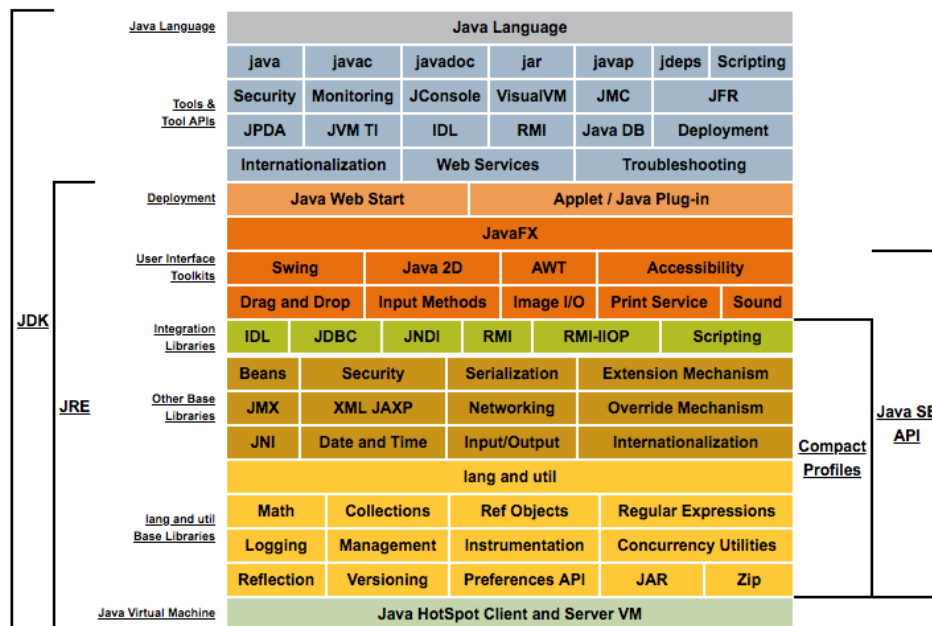 Java Language
Java Language
java javac javadoc jar javap jdeps Scripting
Tools &
Tool APIs
Security Monitoring JConsole VisualVM JMC JFR
JPDA JVM TI IDL RMI Java DB Deployment
Internationalization Web Services Troubleshooting
Deployment
Java Web Start Applet / Java Plug-in
JavaFX
User Interface
Toolkits
Swing Java 2D AWT Accessibility
Drag and Drop Input Methods Image I/O Print Service Sound
JDK
Integration
Libraries
IDL JDBC JNDI RMI RMI-IIOP Scripting
JRE
Other Base
Libraries
Beans Security Serialization Extension Mechanism
JMX XML JAXP Networking Override Mechanism
JNI Date and Time Input/Output Internationalization
Java SE
API
Compact
Profiles
lang and util
lang and util
Base Libraries
Math Collections Ref Objects Regular Expressions
Logging Management Instrumentation Concurrency Utilities
Reflection Versioning Preferences API JAR Zip
Java Virtual Machine
Java HotSpot Client and Server VM